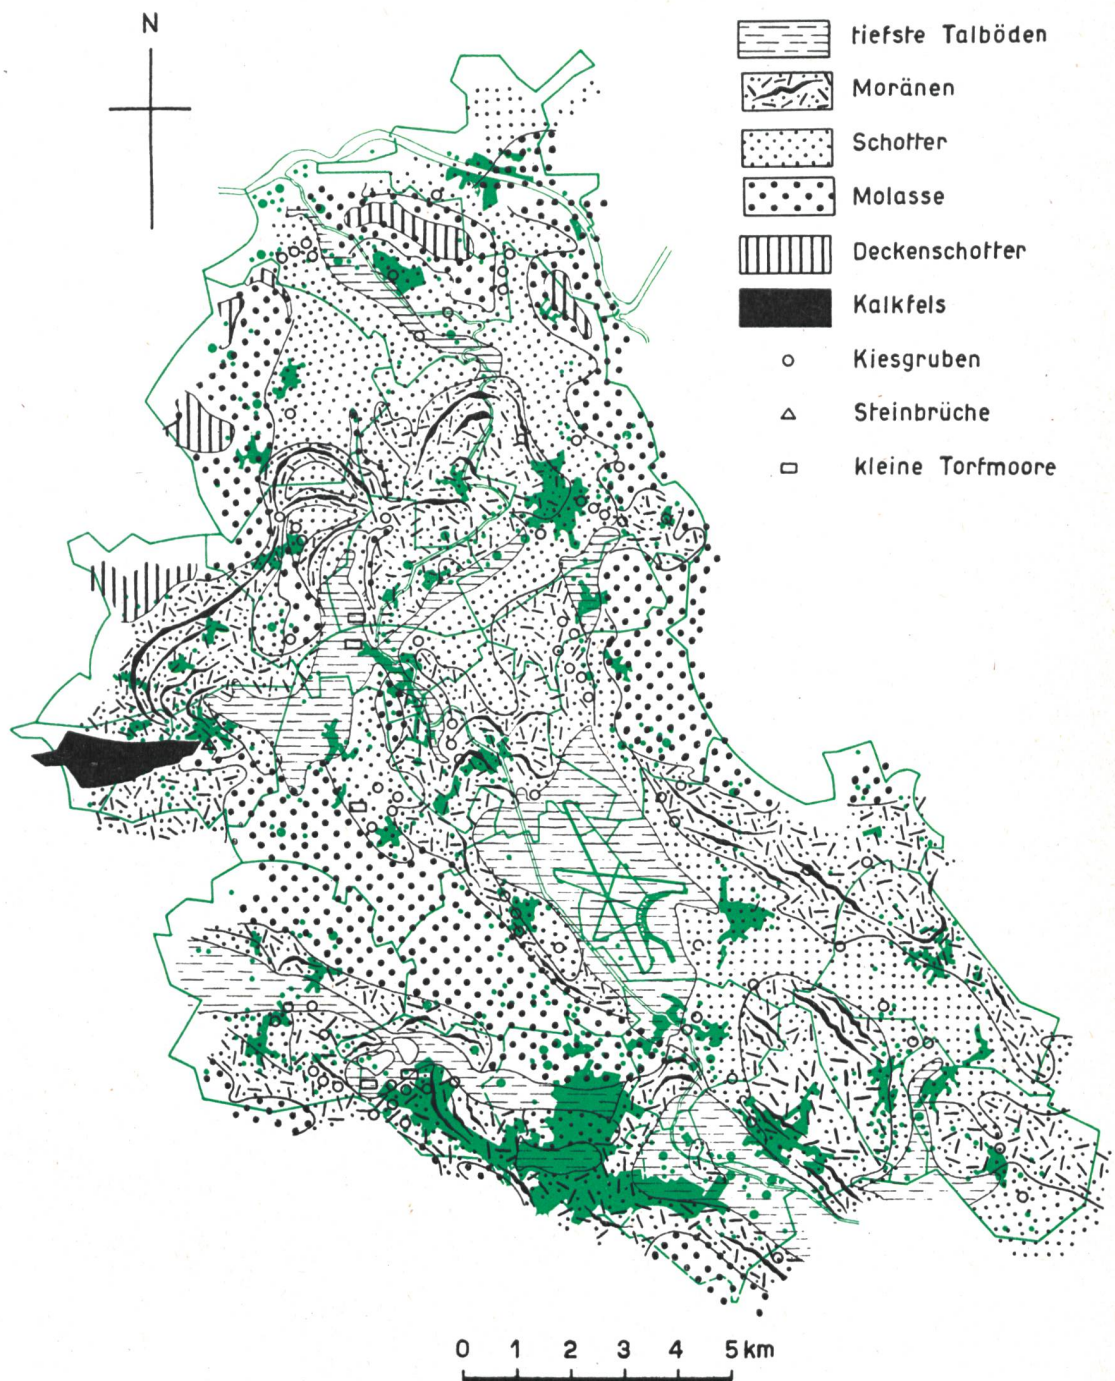 N
tiefste Talböden
Moränen
Schotter
Molasse
Deckenschotter
Kalkfels
Kiesgruben
Steinbrüche
kleine Torfmoore
0 1 2 3 4 5 km